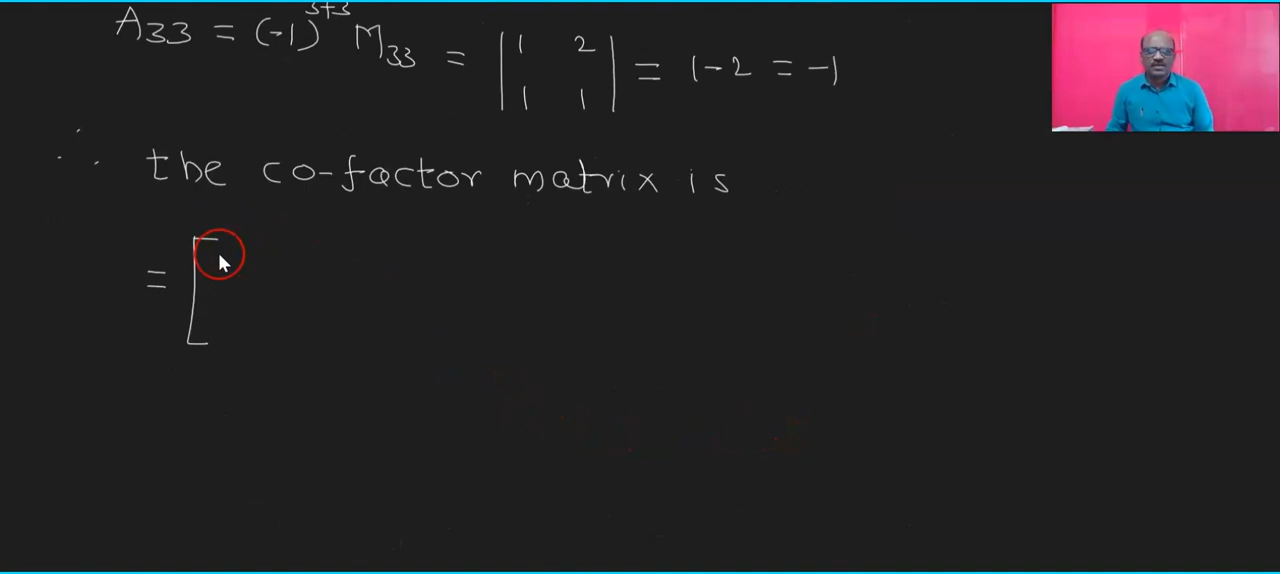 A33 = (-1)^3+3 M33 = |1 2| = 1-2 = -1
|1 1|
∴ the co-factor matrix is
= [